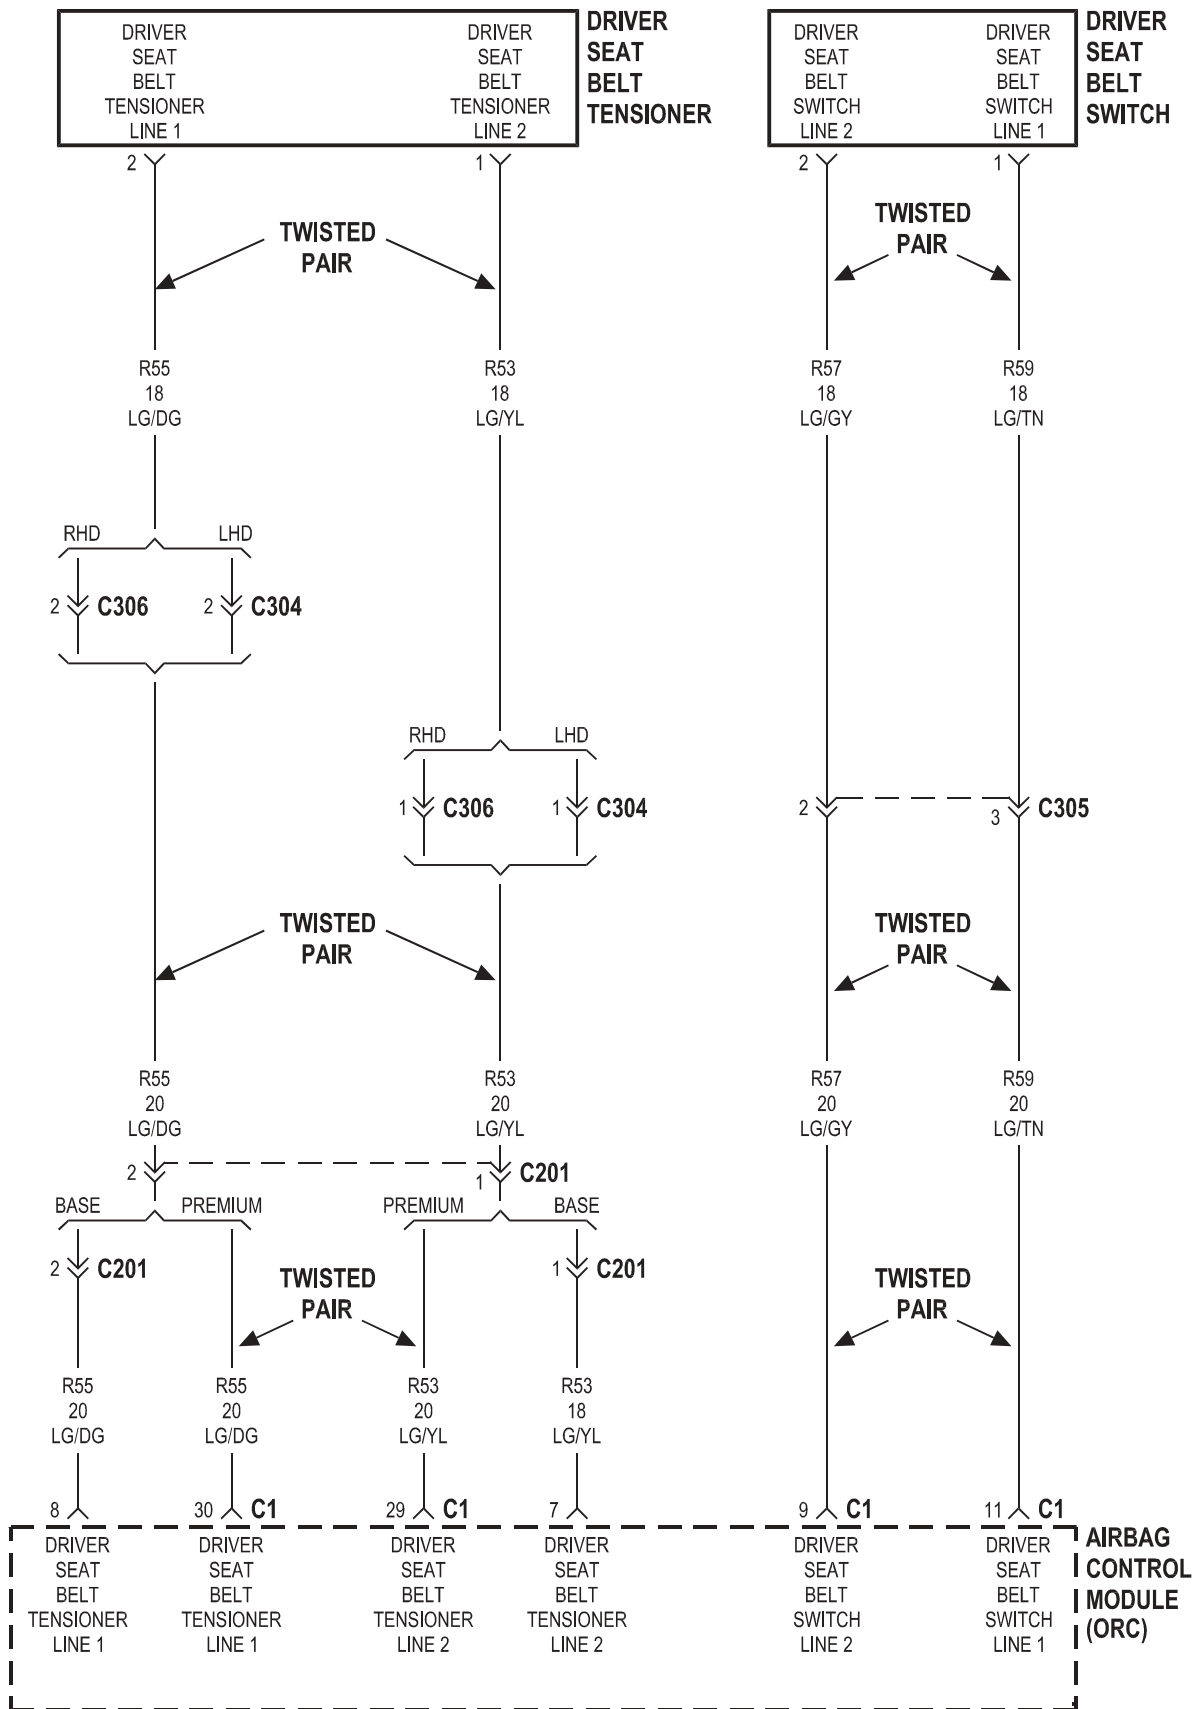 DRIVER
SEAT
BELT
TENSIONER
LINE 1
DRIVER
SEAT
BELT
TENSIONER
LINE 2
DRIVER
SEAT
BELT
TENSIONER
DRIVER
SEAT
BELT
SWITCH
LINE 2
DRIVER
SEAT
BELT
SWITCH
LINE 1
DRIVER
SEAT
BELT
SWITCH
2
1
2
1
TWISTED
PAIR
TWISTED
PAIR
R55
18
LG/DG
R53
18
LG/YL
R57
18
LG/GY
R59
18
LG/TN
RHD
LHD
2
C306
2
C304
RHD
LHD
1
C306
1
C304
2
3
C305
TWISTED
PAIR
TWISTED
PAIR
R55
20
LG/DG
R53
20
LG/YL
R57
20
LG/GY
R59
20
LG/TN
2
1
C201
BASE
PREMIUM
PREMIUM
BASE
2
C201
1
C201
TWISTED
PAIR
TWISTED
PAIR
R55
20
LG/DG
R55
20
LG/DG
R53
20
LG/YL
R53
18
LG/YL
8
30
C1
29
C1
7
9
C1
11
C1
DRIVER
SEAT
BELT
TENSIONER
LINE 1
DRIVER
SEAT
BELT
TENSIONER
LINE 1
DRIVER
SEAT
BELT
TENSIONER
LINE 2
DRIVER
SEAT
BELT
TENSIONER
LINE 2
DRIVER
SEAT
BELT
SWITCH
LINE 2
DRIVER
SEAT
BELT
SWITCH
LINE 1
AIRBAG
CONTROL
MODULE
(ORC)